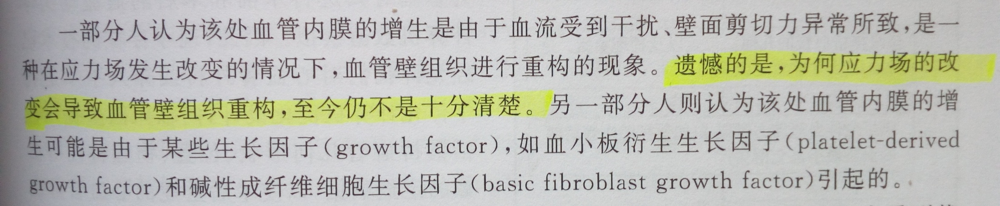 一部分人认为该处血管内膜的增生是由于血流受到干扰、壁面剪切力异常所致,是一
种在应力场发生改变的情况下,血管壁组织进行重构的现象。遗憾的是,为何应力场的改
变会导致血管壁组织重构,至今仍不是十分清楚。另一部分人则认为该处血管内膜的增
生可能是由于某些生长因子(growth factor),如血小板衍生生长因子(platelet-derived
growth factor)和碱性成纤维细胞生长因子(basic fibroblast growth factor)引起的。